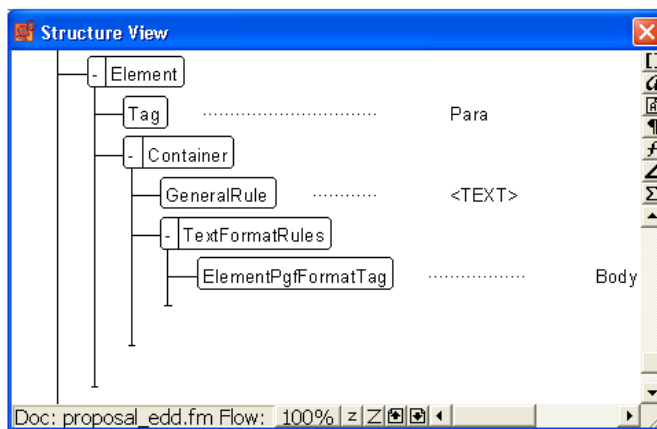 Structure View
- Element
Tag Para
- Container
GeneralRule <TEXT>
- TextFormatRules
ElementPgfFormatTag Body
Doc: proposal_edd.fm Flow: 100% z Z